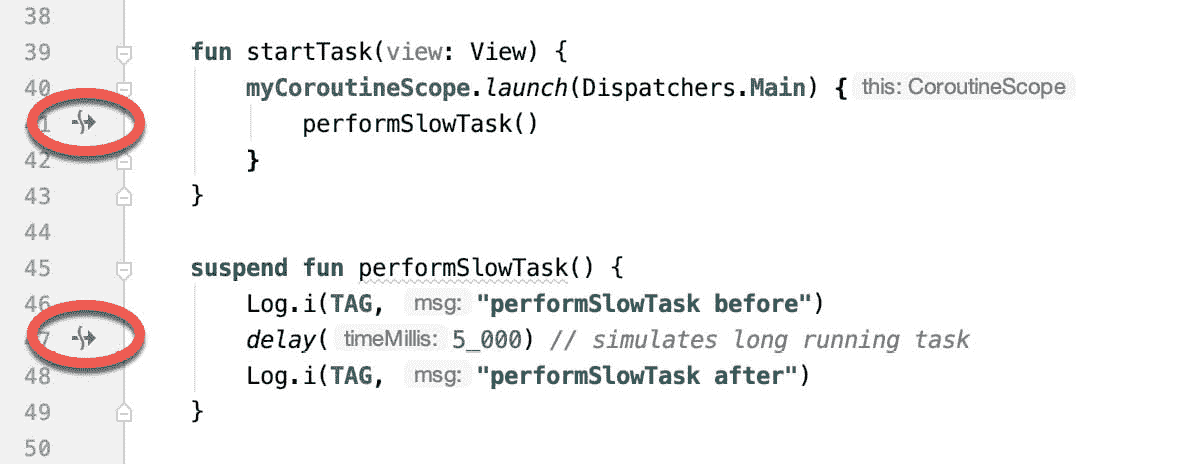 38
39 fun startTask(view: View) {
40 myCoroutineScope.launch(Dispatchers.Main) { this: CoroutineScope
41 performSlowTask()
42 }
43 }
44
45 suspend fun performSlowTask() {
46 Log.i(TAG, msg: "performSlowTask before")
47 delay( timeMillis: 5_000) // simulates long running task
48 Log.i(TAG, msg: "performSlowTask after")
49 }
50